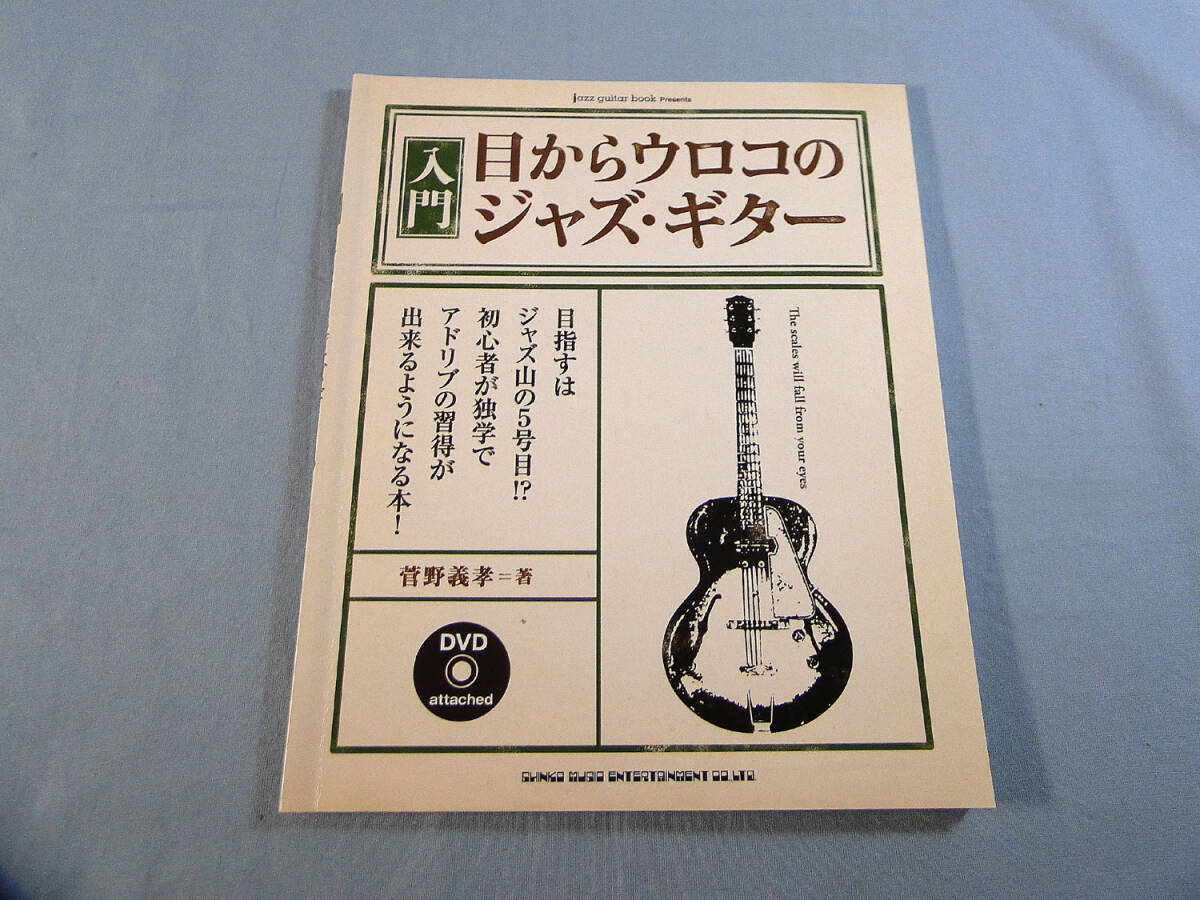 jazz guitar book Presents
入門
目からウロコの
ジャズ・ギター
目指すは
ジャズ山の5号目!?
初心者が独学で
アドリブの習得が
出来るようになる本!
The scales will fall from your eyes
菅野義孝=著
DVD
attached
SHINKO MUSIC ENTERTAINMENT CO.,LTD.